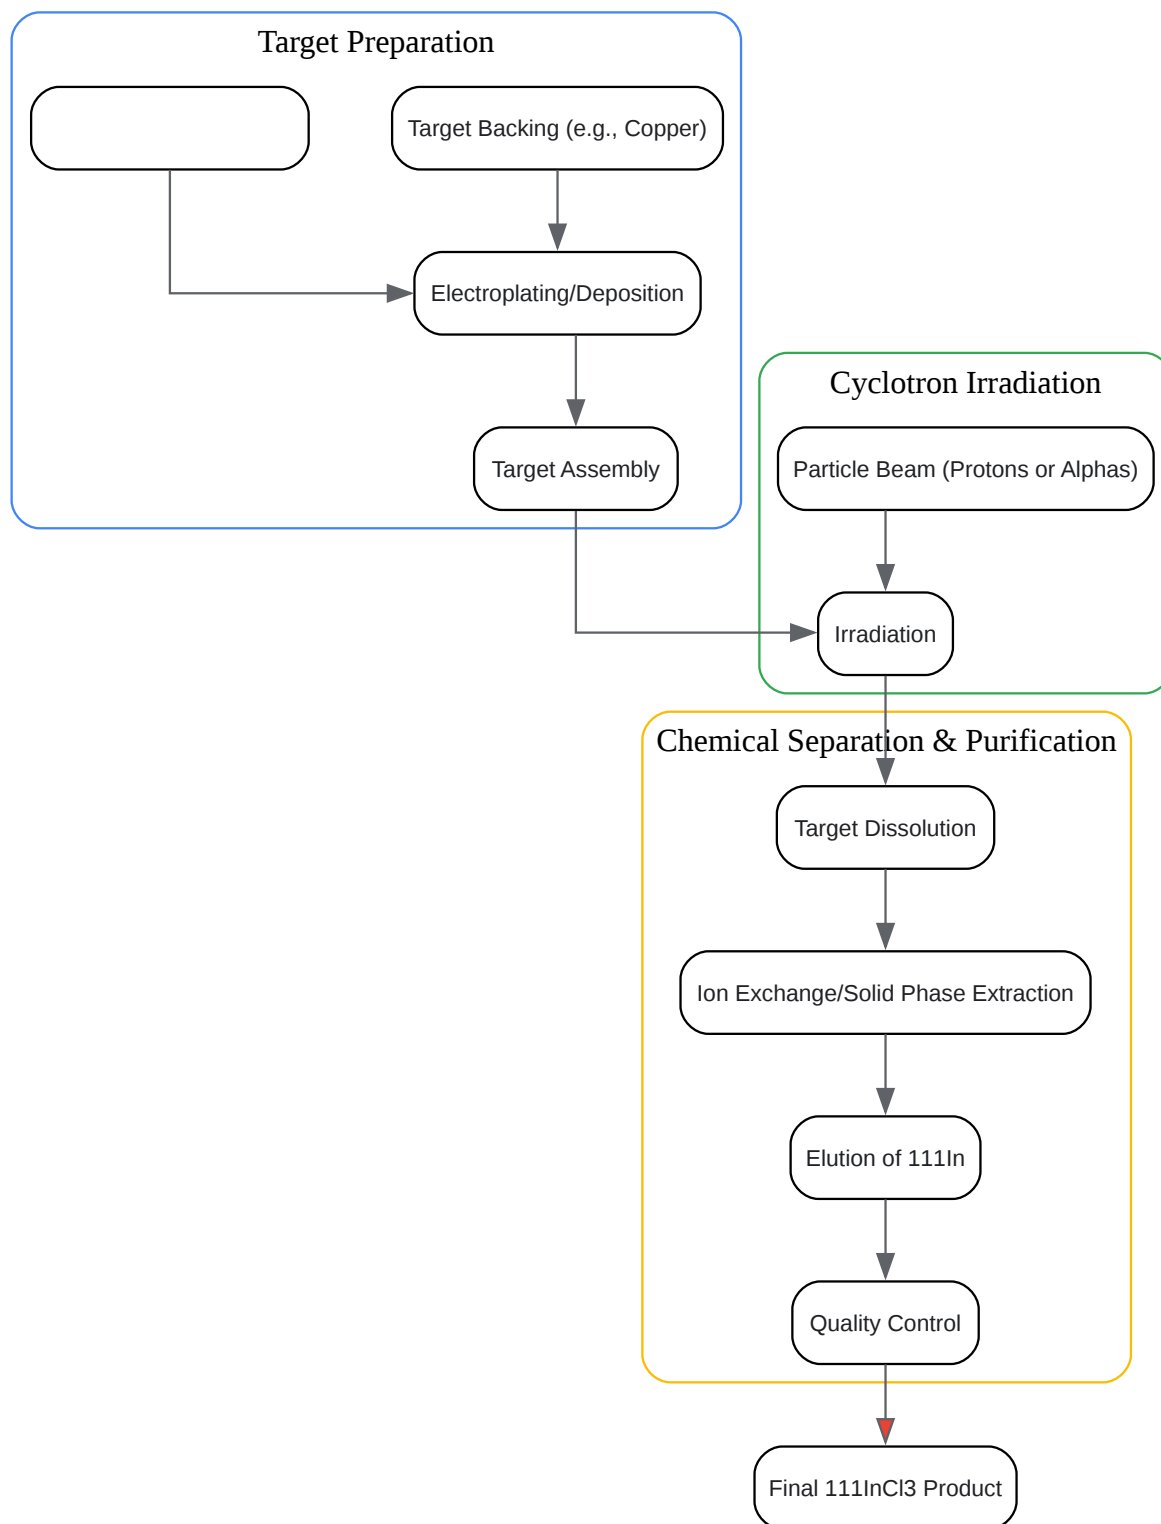 Target Preparation
Target Backing (e.g., Copper)
Electroplating/Deposition
Target Assembly
Cyclotron Irradiation
Particle Beam (Protons or Alphas)
Irradiation
Chemical Separation & Purification
Target Dissolution
Ion Exchange/Solid Phase Extraction
Elution of 111In
Quality Control
Final 111InCl3 Product